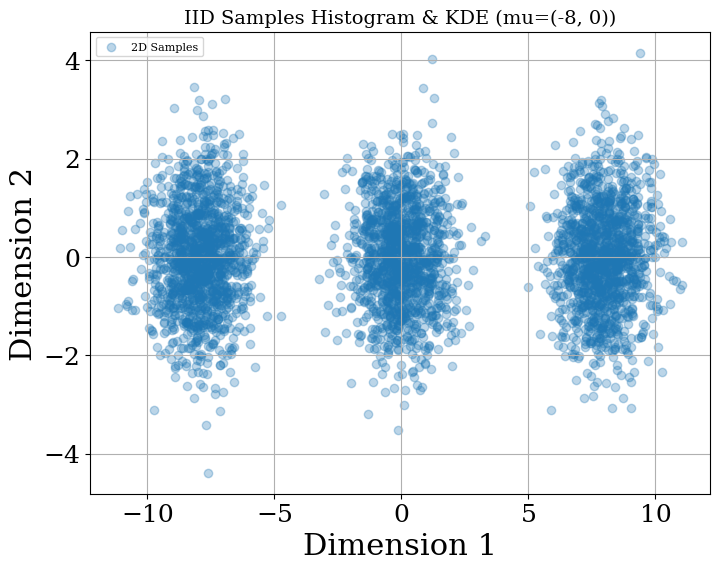 IID Samples Histogram & KDE (mu=(-8, 0))
2D Samples
4
2
0
−2
−4
Dimension 2
−10 −5 0 5 10
Dimension 1